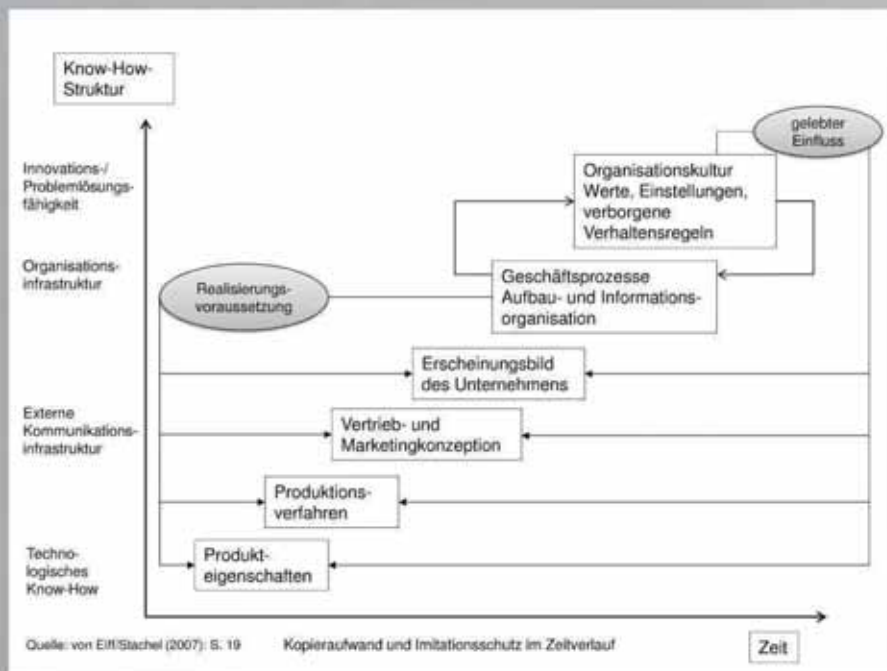 Know-How-
Struktur
gelebter
Einfluss
Innovations-/
Problemlösungs-
fähigkeit
Organisationskultur
Werte, Einstellungen,
verborgene
Verhaltensregeln
Organisations-
infrastruktur
Realisierungs-
voraussetzung
Geschäftsprozesse
Aufbau- und Informations-
organisation
Erscheinungsbild
des Unternehmens
Externe
Kommunikations-
infrastruktur
Vertrieb- und
Marketingkonzeption
Produktions-
verfahren
Techno-
logisches
Know-How
Produkt-
eigenschaften
Quelle: von Eiff/Stachel (2007): S. 19
Kopieraufwand und Imitationsschutz im Zeitverlauf
Zeit